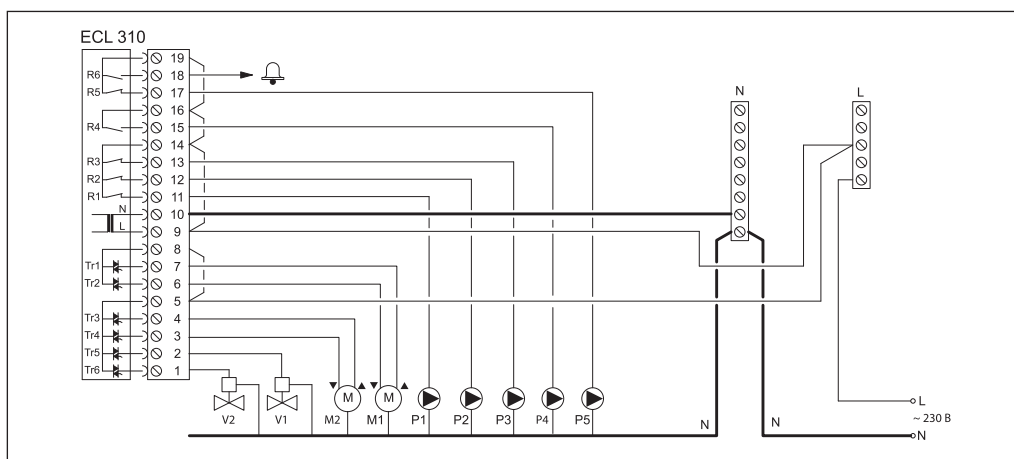 ECL 310
19
R6 18
R5 17
16
R4 15
14
R3 13
R2 12
R1 11
N 10
L 9
8
Tr1 7
Tr2 6
5
Tr3 4
Tr4 3
Tr5 2
Tr6 1
N
L
M M
V2 V1 M2 M1 P1 P2 P3 P4 P5
N N
L
~ 230 В
N